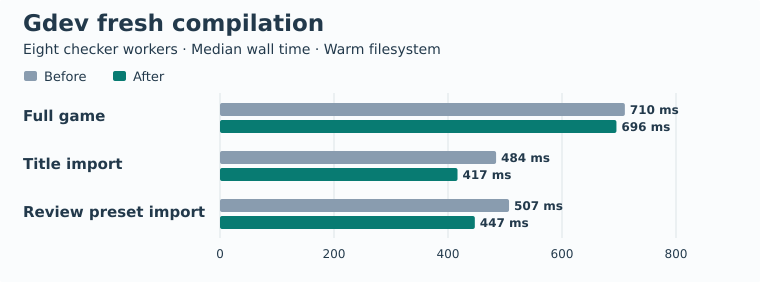 Gdev fresh compilation
Eight checker workers · Median wall time · Warm filesystem
Before After
Full game 710 ms
696 ms
Title import 484 ms
417 ms
Review preset import 507 ms
447 ms
0 200 400 600 800